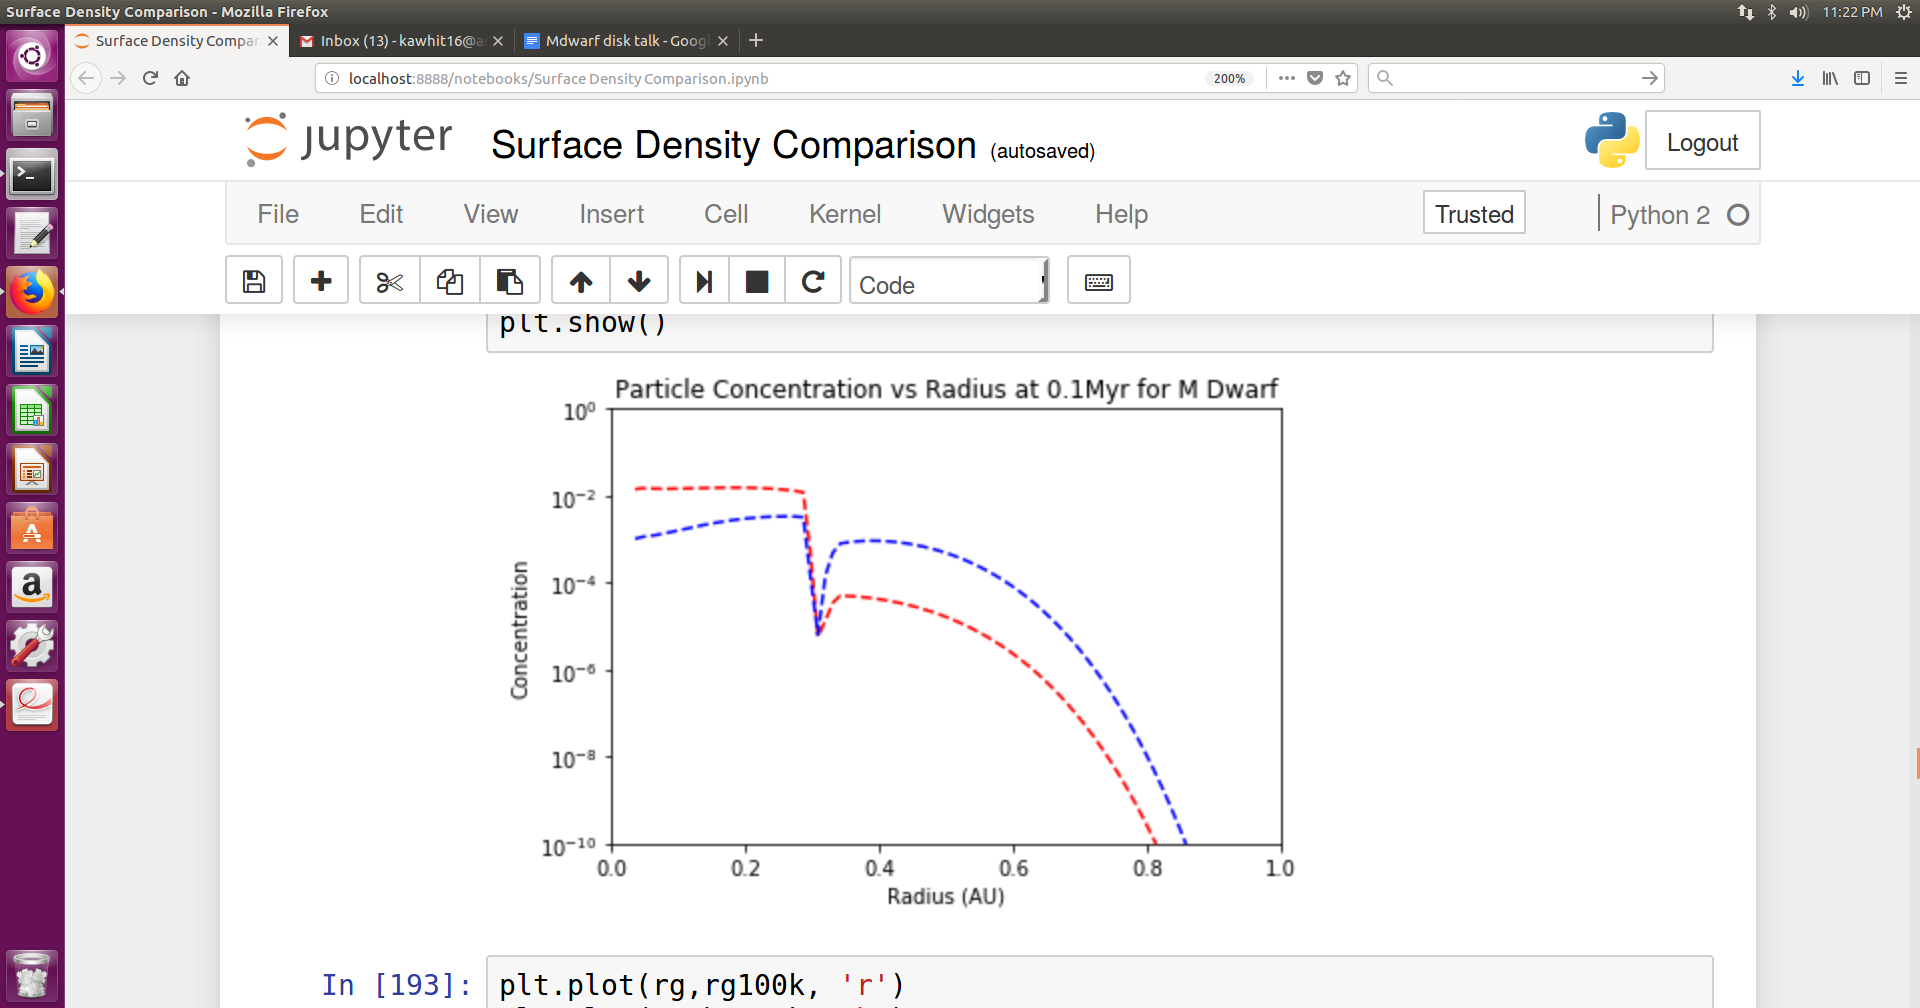 Surface Density Comparison - Mozilla Firefox
11:22 PM
Surface Density Compar
Inbox (13) - kawhit16@a
Mdwarf disk talk - Goog
localhost:8888/notebooks/Surface Density Comparison.ipynb
200%
jupyter
Surface Density Comparison (autosaved)
Logout
File Edit View Insert Cell Kernel Widgets Help
Trusted
Python 2
Code
plt.show()
Particle Concentration vs Radius at 0.1Myr for M Dwarf
10⁰
10⁻²
10⁻⁴
10⁻⁶
10⁻⁸
10⁻¹⁰
Concentration
0.0 0.2 0.4 0.6 0.8 1.0
Radius (AU)
In [193]: plt.plot(rg,rg100k, 'r')